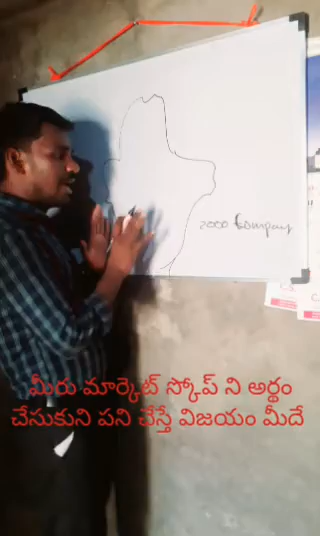 2000 Company
మీరు మార్కెట్ స్కోప్ ని అర్థం
చేసుకుని పని చేస్తే విజయం మీదే